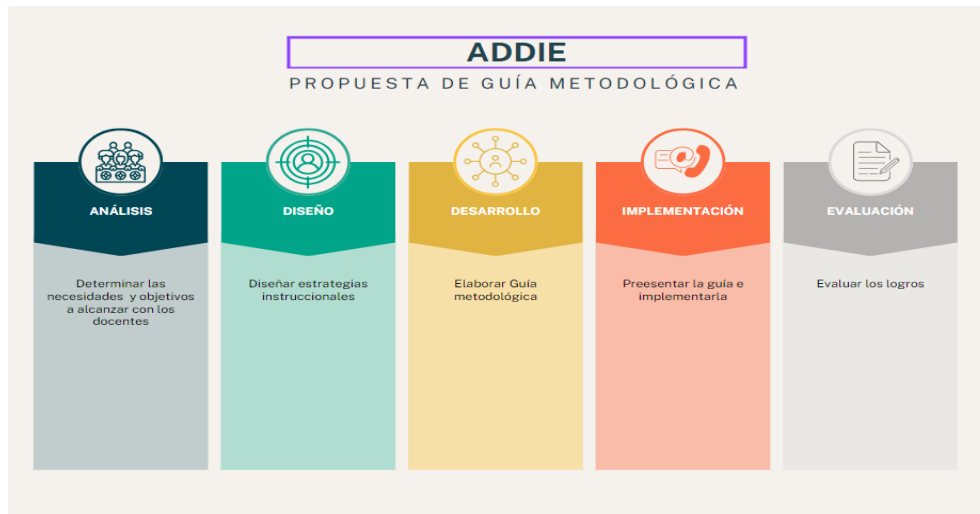 ADDIE
PROPUESTA DE GUÍA METODOLÓGICA
ANÁLISIS
Determinar las
necesidades y objetivos
a alcanzar con los
docentes
DISEÑO
Diseñar estrategias
instruccionales
DESARROLLO
Elaborar Guía
metodológica
IMPLEMENTACIÓN
Preesentar la guía e
implementarla
EVALUACIÓN
Evaluar los logros